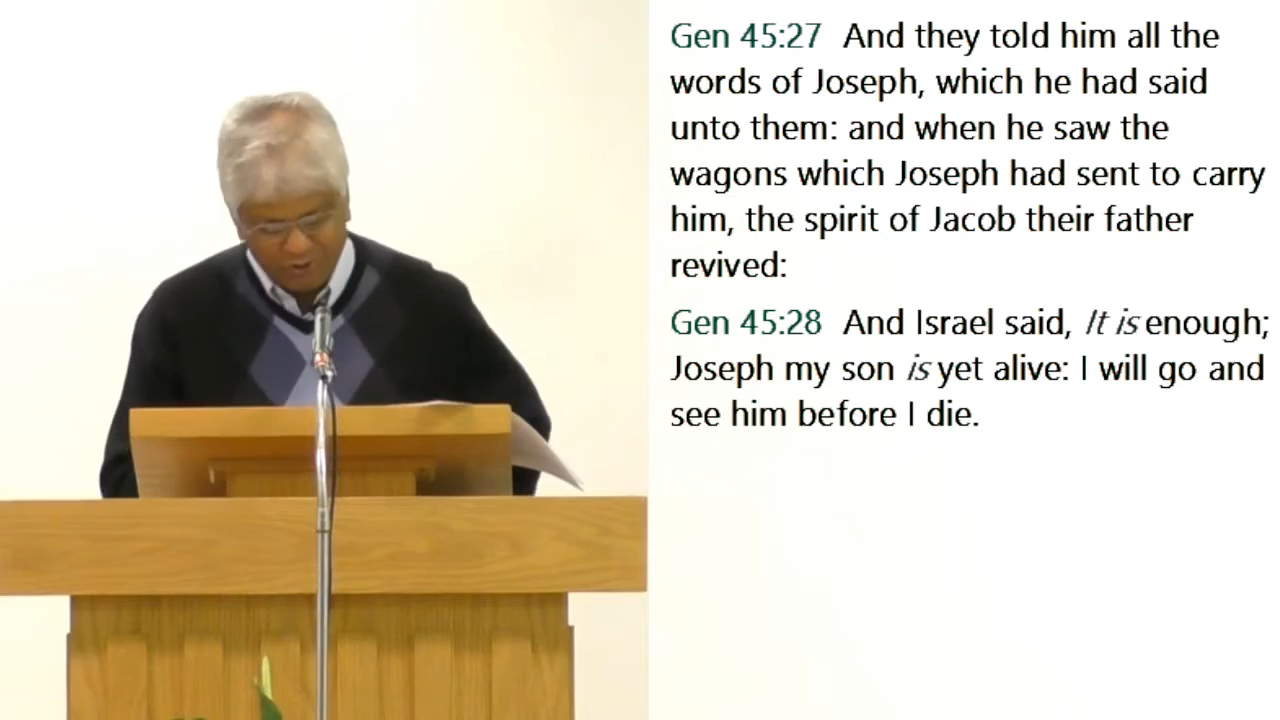 Gen 45:27  And they told him all the
words of Joseph, which he had said
unto them: and when he saw the
wagons which Joseph had sent to carry
him, the spirit of Jacob their father
revived:
Gen 45:28  And Israel said, It is enough;
Joseph my son is yet alive: I will go and
see him before I die.